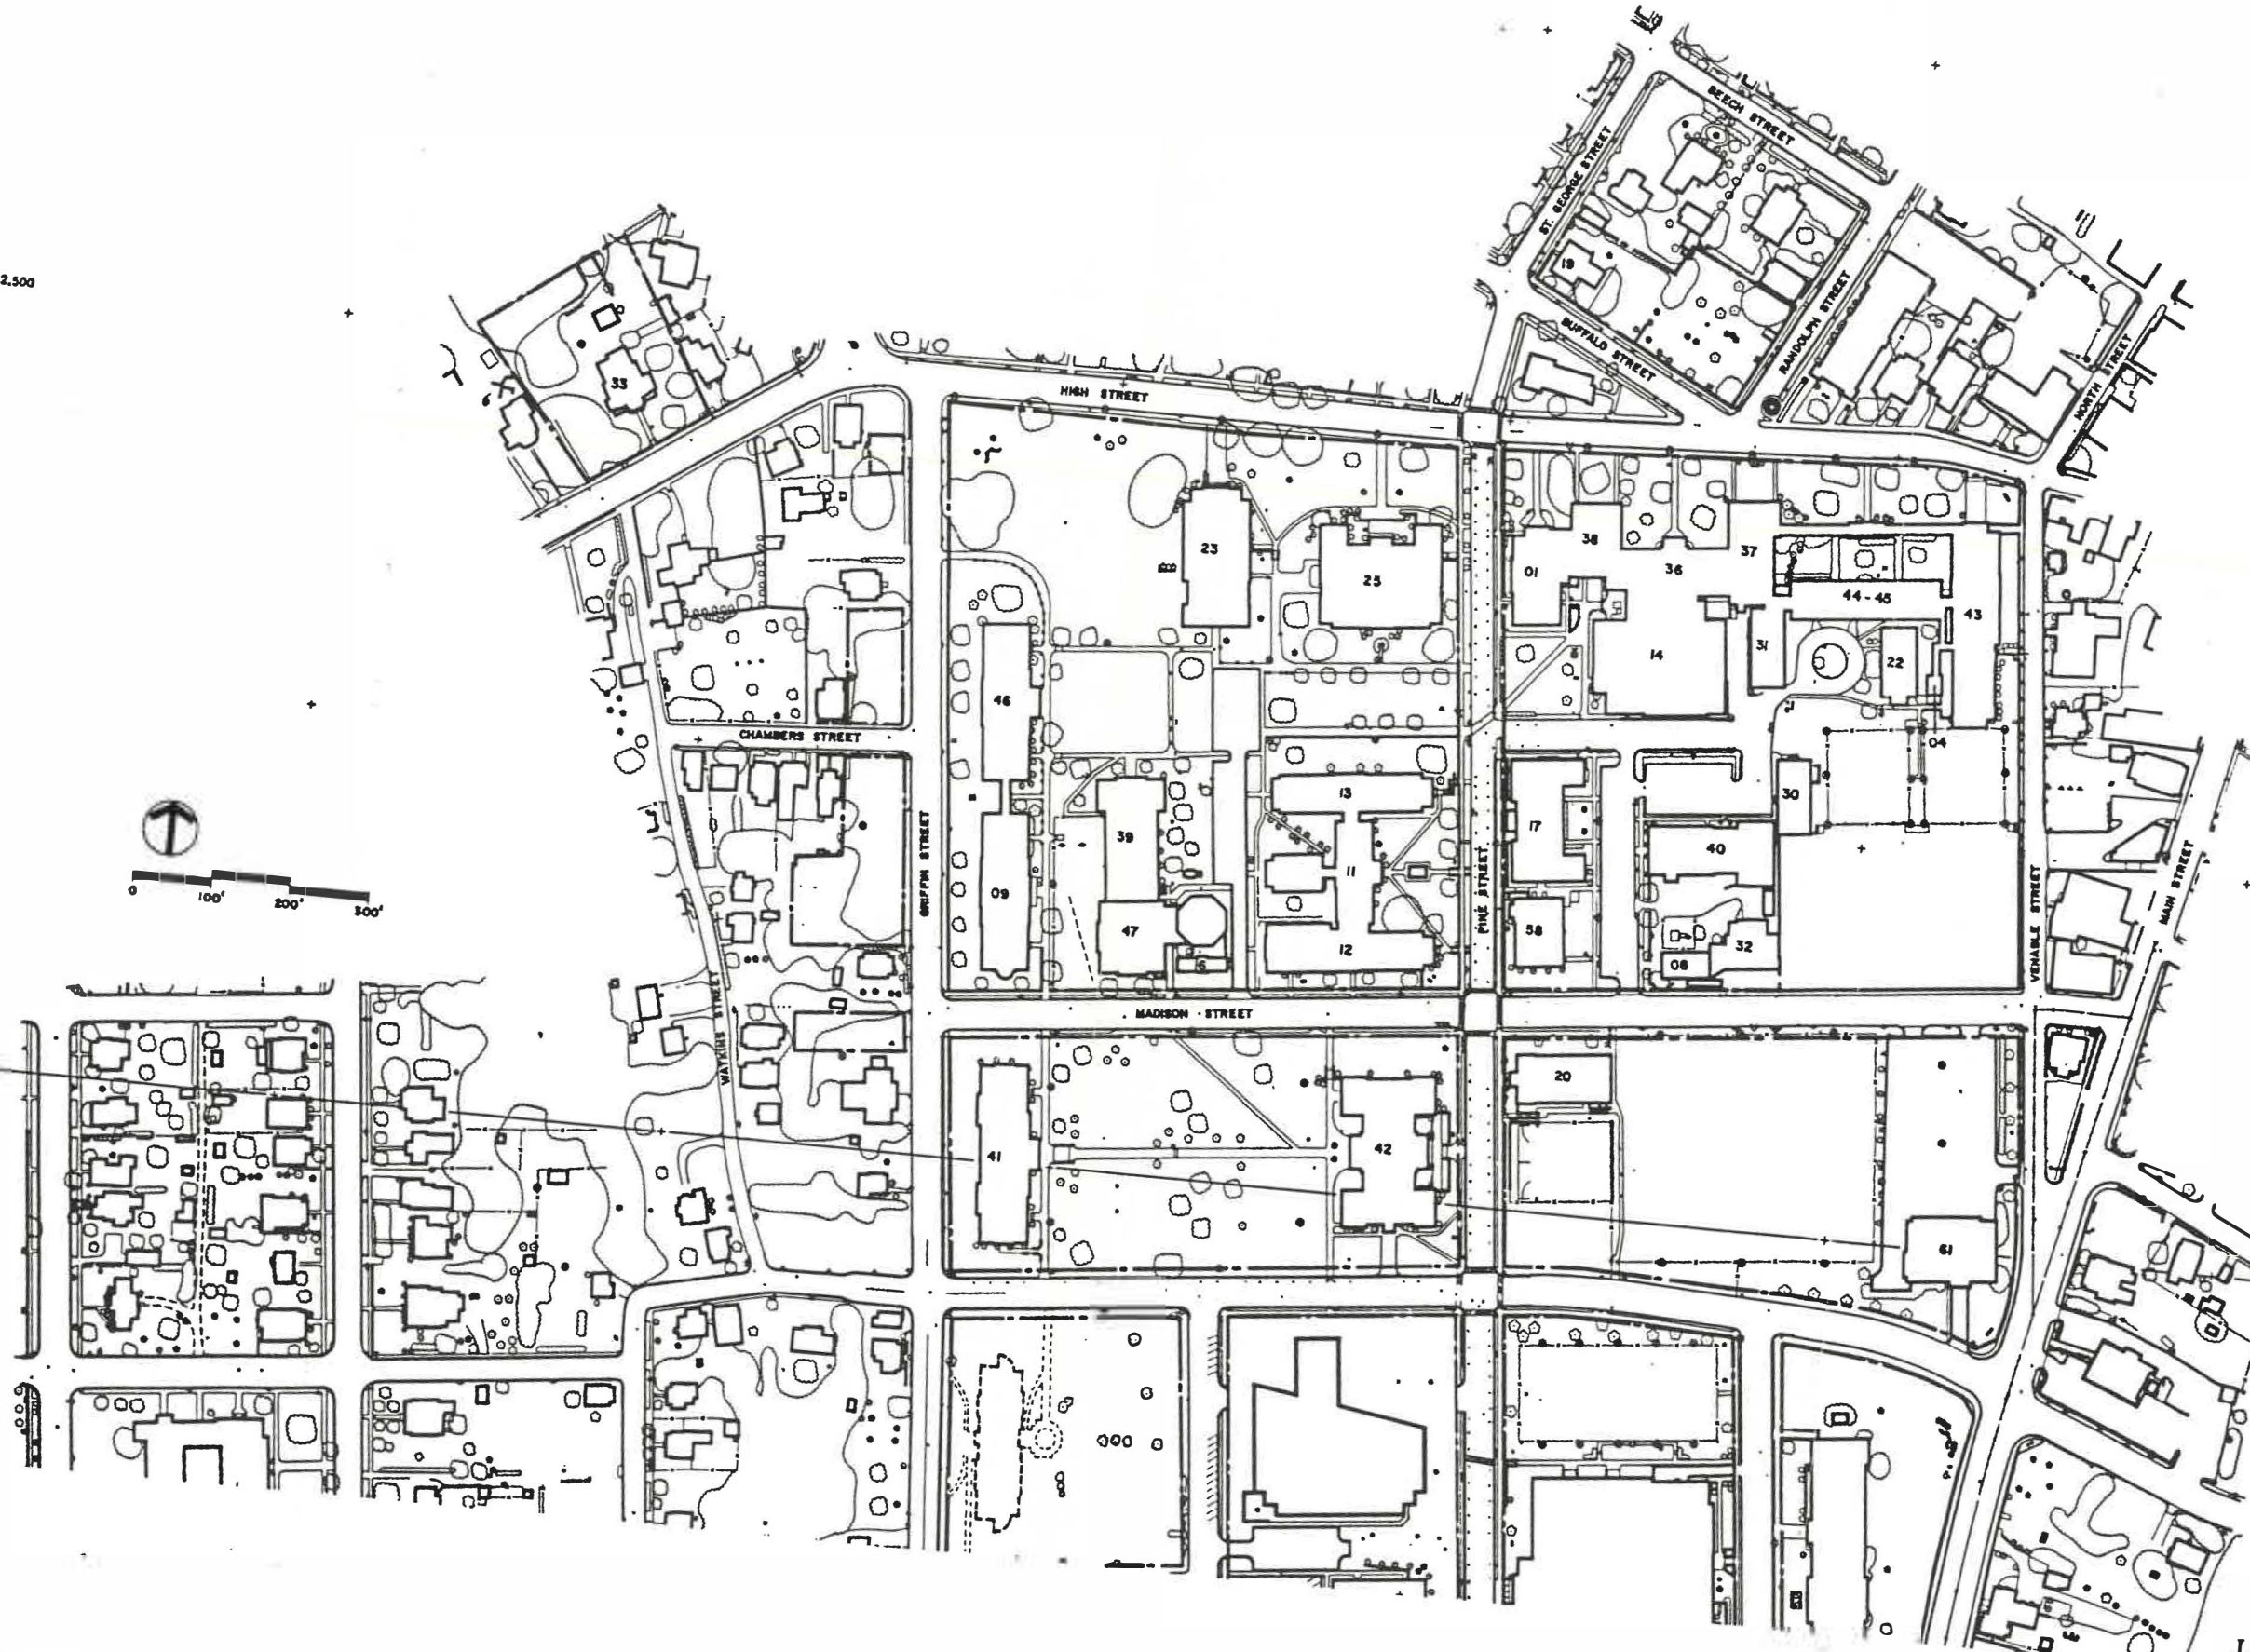 BEECH STREET
ST. GEORGE STREET
19
2,500
RANDOLPH STREET
BUFFALO STREET
NORTH STREET
33
HIGH STREET
23
25
38
01
36
37
44-45
43
14
31
22
46
CHAMBERS STREET
04
13
30
39
17
40
GRIFFIN STREET
PINE STREET
MAIN STREET
11
09
0 100' 200' 300'
47
58
12
32
08
VENABLE STREET
WATKINS STREET
MADISON STREET
20
41
42
61